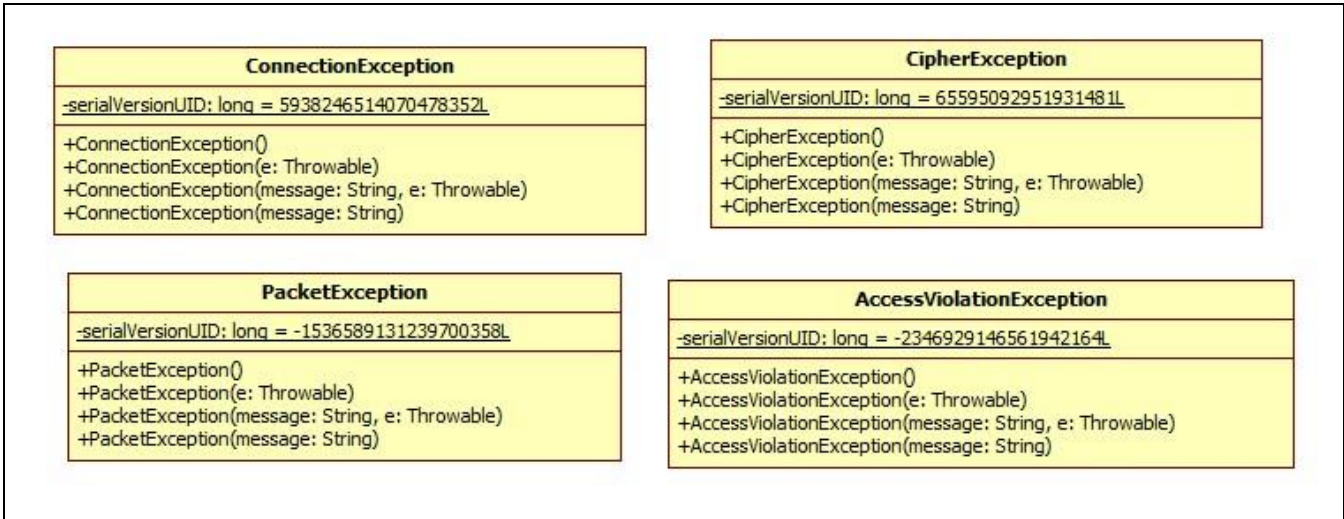 ConnectionException
-serialVersionUID: long = 5938246514070478352L
+ConnectionException()
+ConnectionException(e: Throwable)
+ConnectionException(message: String, e: Throwable)
+ConnectionException(message: String)
CipherException
-serialVersionUID: long = 65595092951931481L
+CipherException()
+CipherException(e: Throwable)
+CipherException(message: String, e: Throwable)
+CipherException(message: String)
PacketException
-serialVersionUID: long = -1536589131239700358L
+PacketException()
+PacketException(e: Throwable)
+PacketException(message: String, e: Throwable)
+PacketException(message: String)
AccessViolationException
-serialVersionUID: long = -2346929146561942164L
+AccessViolationException()
+AccessViolationException(e: Throwable)
+AccessViolationException(message: String, e: Throwable)
+AccessViolationException(message: String)